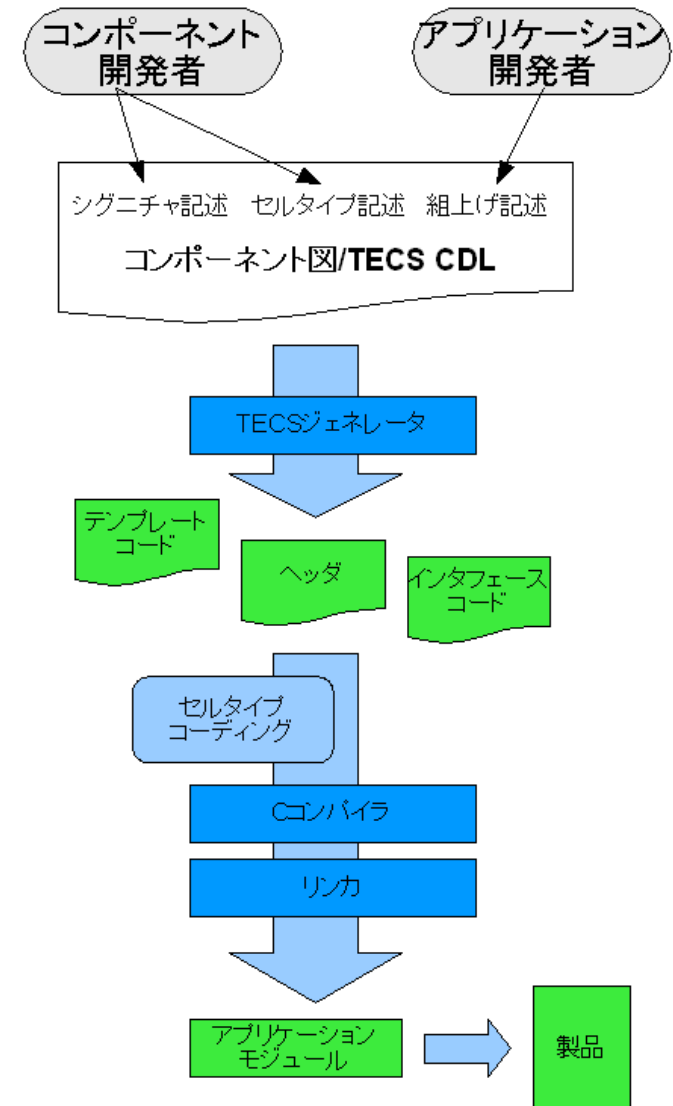 コンポーネント
開発者
アプリケーション
開発者
シグニチャ記述 セルタイプ記述 組上げ記述
コンポーネント図/TECS CDL
TECSジェネレータ
テンプレート
コード
ヘッダ
インタフェース
コード
セルタイプ
コーディング
Cコンパイラ
リンカ
アプリケーション
モジュール
製品